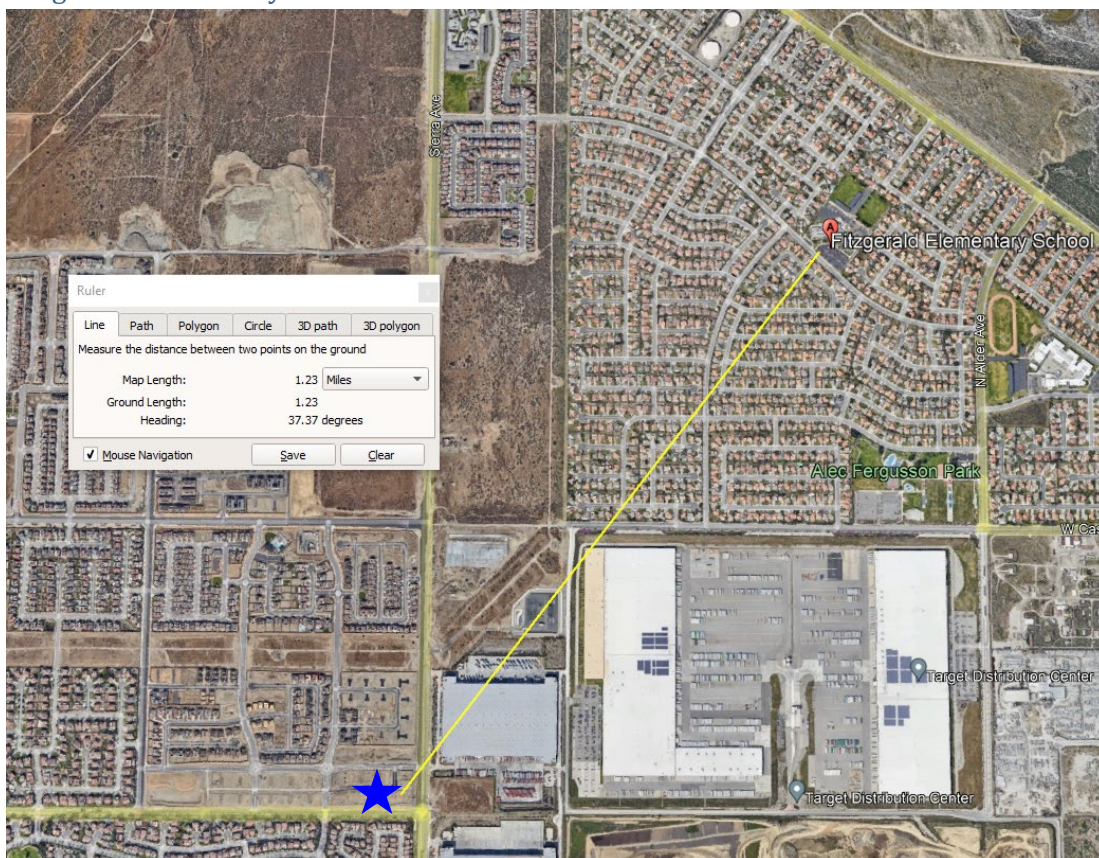 Sierra Ave
A
Fitzgerald Elementary School
Ruler
Line Path Polygon Circle 3D path 3D polygon
Measure the distance between two points on the ground
Map Length: 1.23 Miles
Ground Length: 1.23
Heading: 37.37 degrees
Mouse Navigation Save Clear
N Alder Ave
Alec Fergusson Park
W Cas
Target Distribution Center
Target Distribution Center